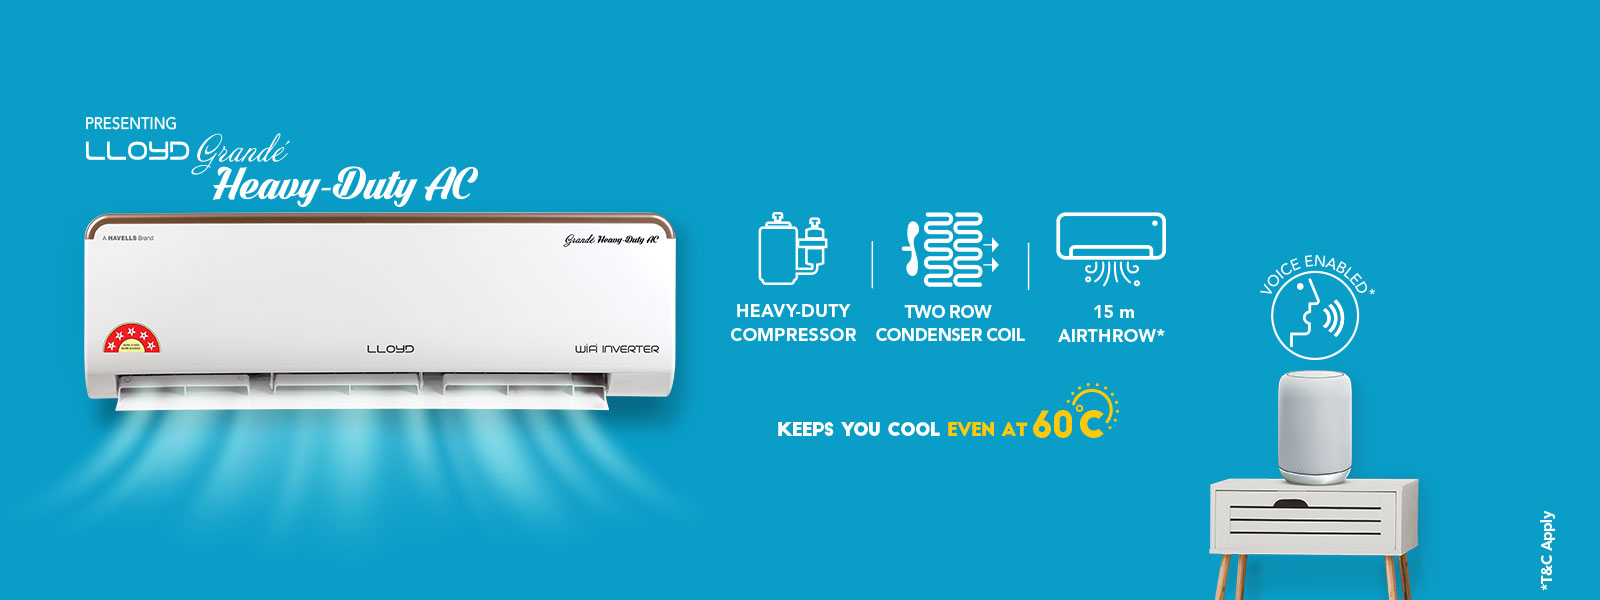 PRESENTING
LLOYD Grandé
Heavy-Duty AC
A HAVELLS Brand
Grandé Heavy-Duty AC
LLOYD
WiFi INVERTER
HEAVY-DUTY
COMPRESSOR
TWO ROW
CONDENSER COIL
15 m
AIRTHROW*
KEEPS YOU COOL EVEN AT 60°C
VOICE ENABLED*
*T&C Apply